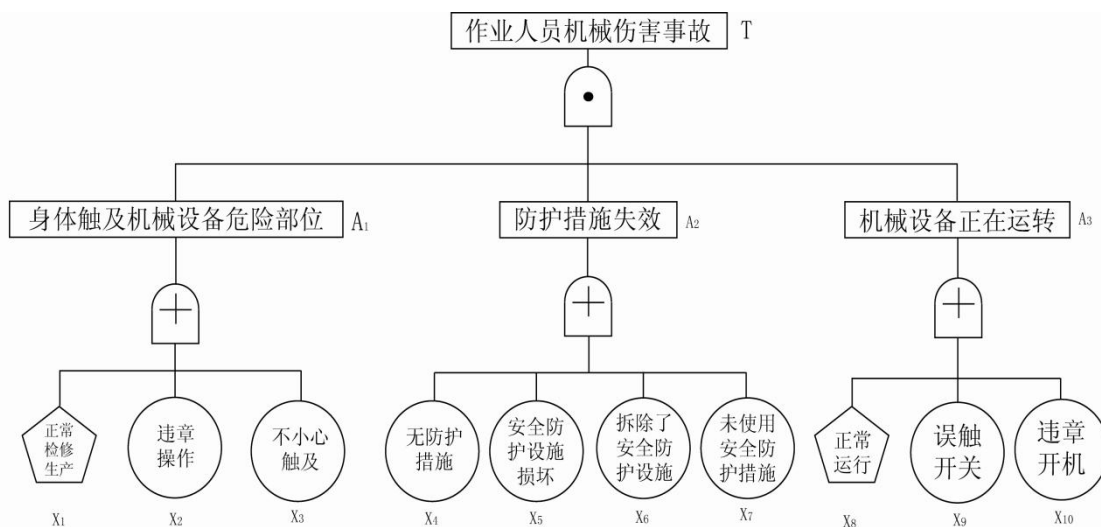 作业人员机械伤害事故 T
身体触及机械设备危险部位 A₁
防护措施失效 A₂
机械设备正在运转 A₃
正常
检修
生产
违章
操作
不小心
触及
无防护
措施
安全防
护设施
损坏
拆除了
安全防
护设施
未使用
安全防
护措施
正常
运行
误触
开关
违章
开机
X₁ X₂ X₃ X₄ X₅ X₆ X₇ X₈ X₉ X₁₀